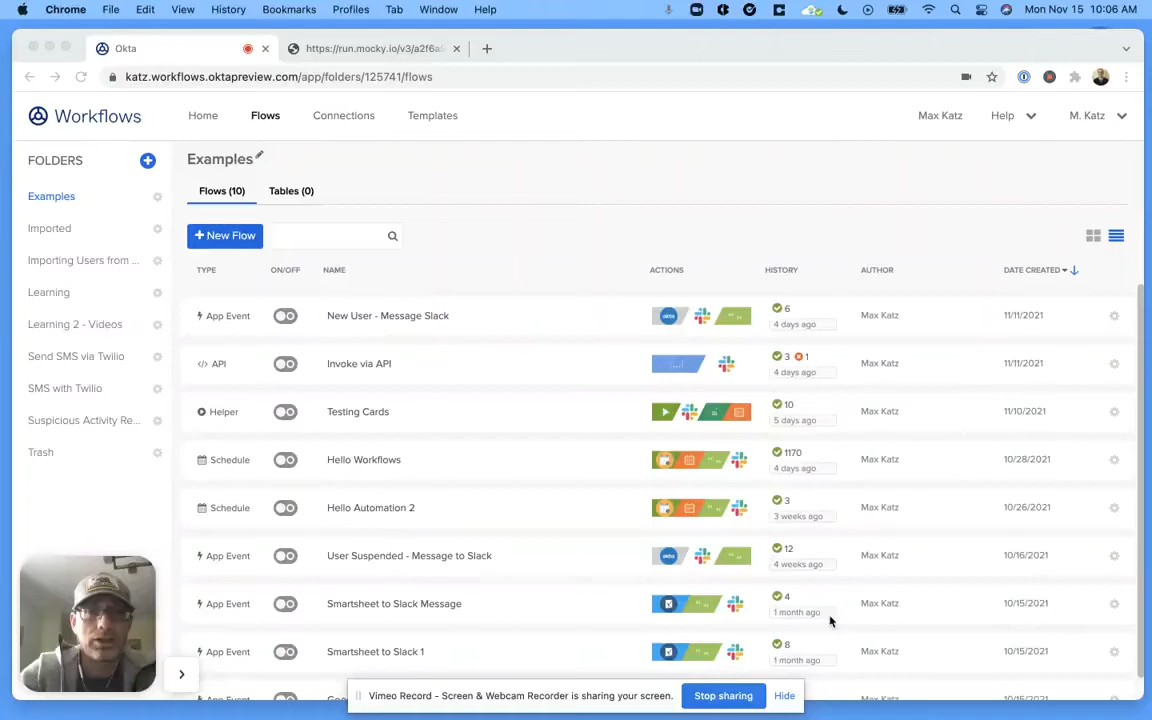 Chrome File Edit View History Bookmarks Profiles Tab Window Help Mon Nov 15 10:06 AM
Okta https://run.mocky.io/v3/a2f6a
katz.workflows.oktapreview.com/app/folders/125741/flows
Workflows Home Flows Connections Templates Max Katz Help M. Katz
FOLDERS
Examples
Imported
Importing Users from ...
Learning
Learning 2 - Videos
Send SMS via Twilio
SMS with Twilio
Suspicious Activity Re...
Trash
Examples
Flows (10) Tables (0)
+ New Flow
TYPE ON/OFF NAME ACTIONS HISTORY AUTHOR DATE CREATED
App Event New User - Message Slack okta 6 4 days ago Max Katz 11/11/2021
</> API Invoke via API 3 1 4 days ago Max Katz 11/11/2021
Helper Testing Cards 10 5 days ago Max Katz 11/10/2021
Schedule Hello Workflows 1170 4 days ago Max Katz 10/28/2021
Schedule Hello Automation 2 3 3 weeks ago Max Katz 10/26/2021
App Event User Suspended - Message to Slack okta 12 4 weeks ago Max Katz 10/16/2021
App Event Smartsheet to Slack Message 4 1 month ago Max Katz 10/15/2021
App Event Smartsheet to Slack 1 8 1 month ago Max Katz 10/15/2021
Vimeo Record - Screen & Webcam Recorder is sharing your screen. Stop sharing Hide